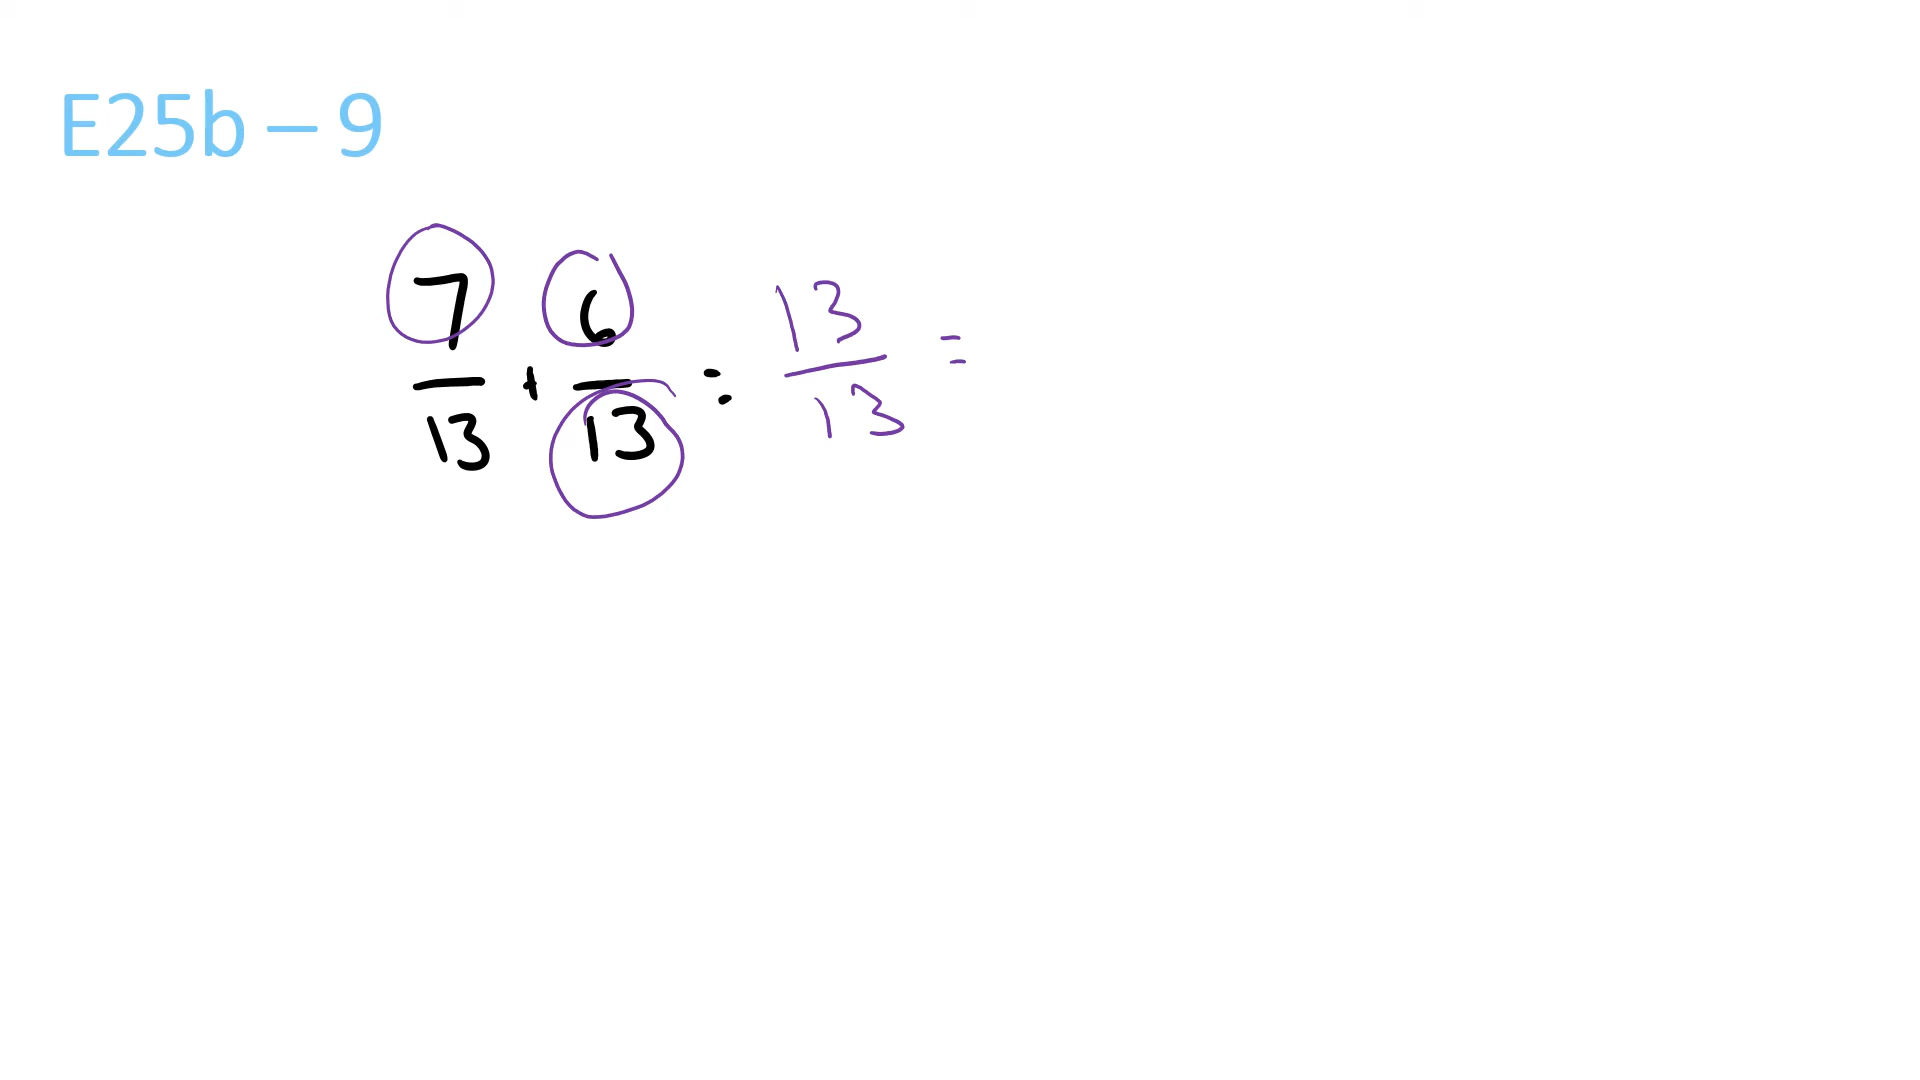 E25b – 9
7/13 + 6/13 = 13/13 =